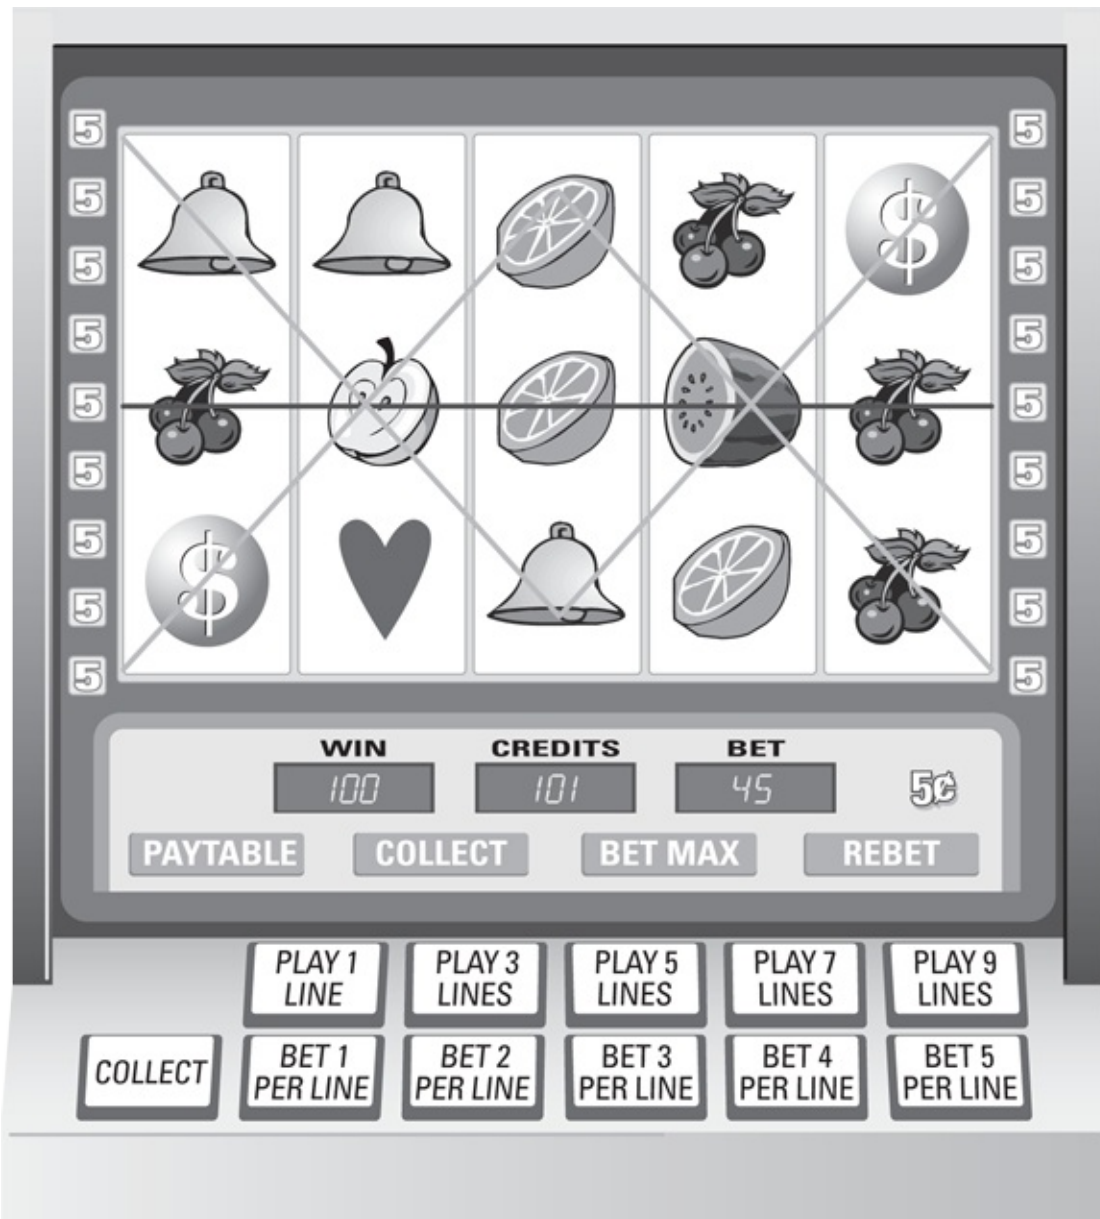 5 5
5 5
5 5
5 5
5 5
5 5
5 5
5 5
5 5
$
$
WIN CREDITS BET
100 101 45 5¢
PAYTABLE COLLECT BET MAX REBET
PLAY 1 PLAY 3 PLAY 5 PLAY 7 PLAY 9
LINE LINES LINES LINES LINES
COLLECT
BET 1 BET 2 BET 3 BET 4 BET 5
PER LINE PER LINE PER LINE PER LINE PER LINE